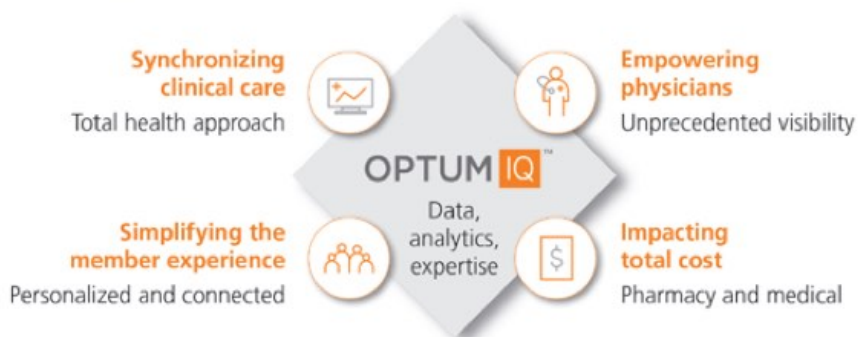 Synchronizing
clinical care
Total health approach
Empowering
physicians
Unprecedented visibility
OPTUM IQ™
Data,
analytics,
expertise
Simplifying the
member experience
Personalized and connected
$
Impacting
total cost
Pharmacy and medical